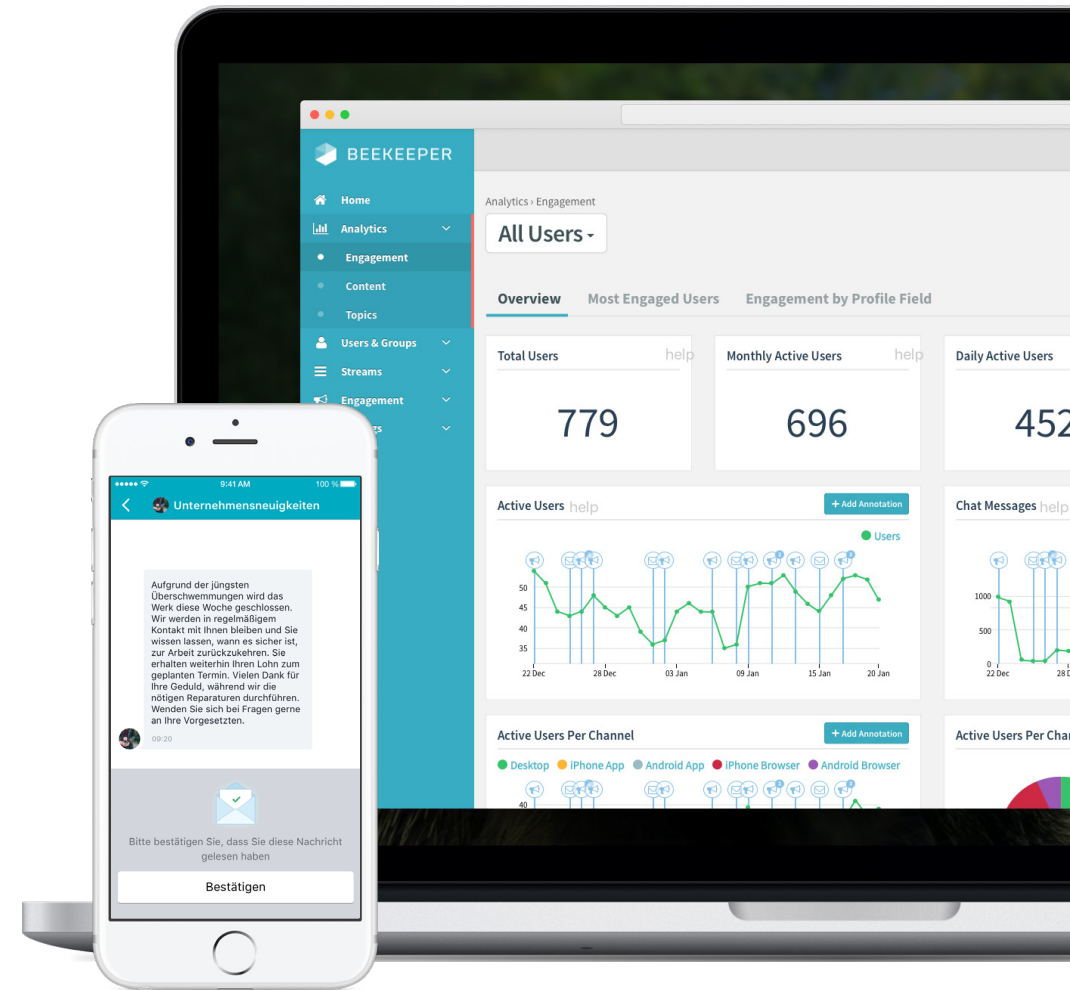 BEEKEEPER
Home
Analytics
Engagement
Content
Topics
Users & Groups
Streams
Engagement
Analytics › Engagement
All Users
Overview Most Engaged Users Engagement by Profile Field
Total Users help
779
Monthly Active Users help
696
Daily Active Users
452
Active Users help
+ Add Annotation
Users
2
2
50
45
40
35
22 Dec 28 Dec 03 Jan 09 Jan 15 Jan 20 Jan
Chat Messages help
1000
500
0
22 Dec
Active Users Per Channel
+ Add Annotation
Desktop iPhone App Android App iPhone Browser Android Browser
2
2
40
Active Users Per
9:41 AM 100 %
Unternehmensneuigkeiten
Aufgrund der jüngsten
Überschwemmungen wird das
Werk diese Woche geschlossen.
Wir werden in regelmäßigem
Kontakt mit Ihnen bleiben und Sie
wissen lassen, wann es sicher ist,
zur Arbeit zurückzukehren. Sie
erhalten weiterhin Ihren Lohn zum
geplanten Termin. Vielen Dank für
Ihre Geduld, während wir die
nötigen Reparaturen durchführen.
Wenden Sie sich bei Fragen gerne
an Ihre Vorgesetzten.
09:20
Bitte bestätigen Sie, dass Sie diese Nachricht
gelesen haben
Bestätigen